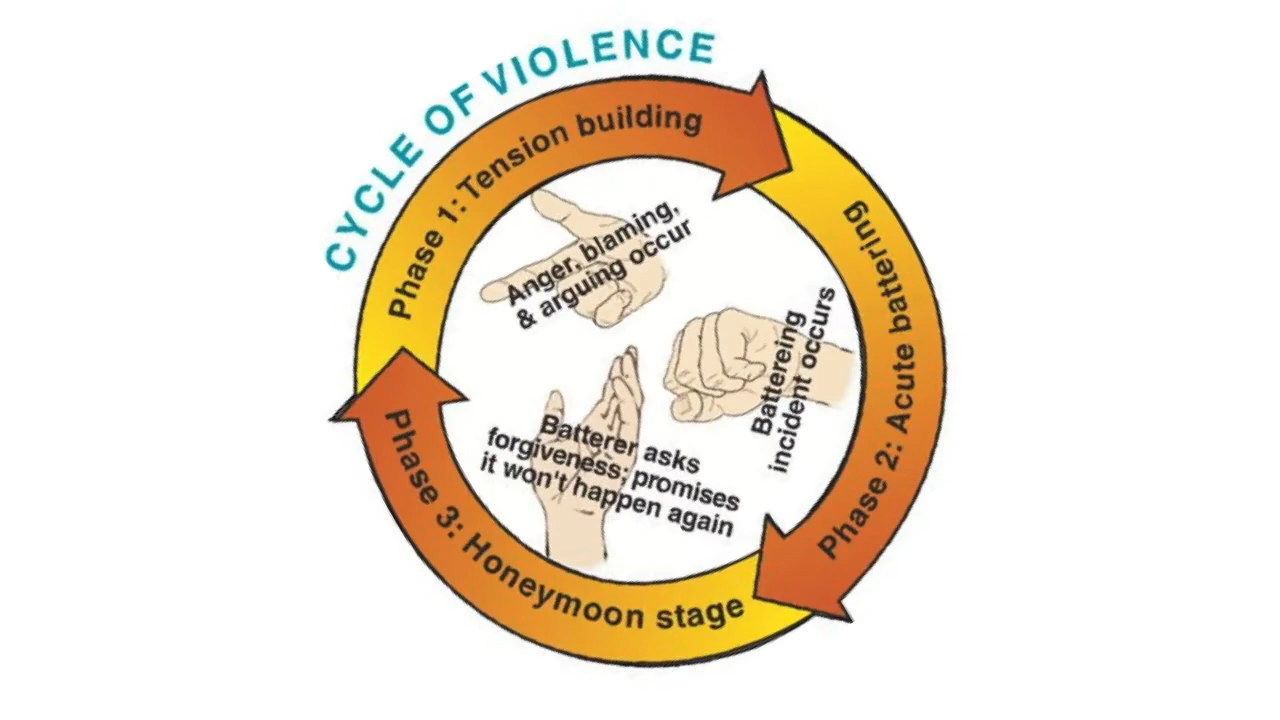 CYCLE OF VIOLENCE
Phase 1: Tension building
Anger, blaming,
& arguing occur
Phase 2: Acute battering
Battereing
incident occurs
Phase 3: Honeymoon stage
Batterer asks
forgiveness; promises
it won't happen again